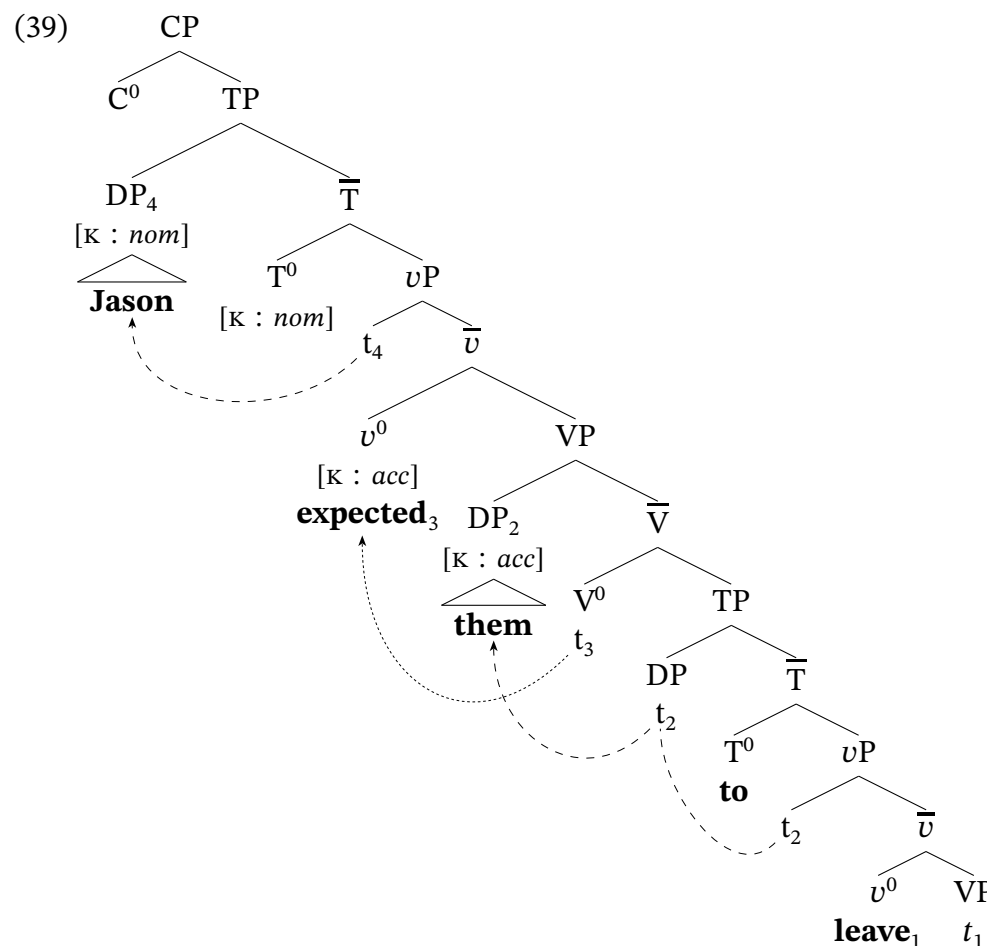 (39) CP
C⁰ TP
DP₄ T̅
[K : nom]
T⁰ vP
Jason [K : nom]
t₄ v̅
v⁰ VP
[K : acc]
expected₃ DP₂ V̅
[K : acc]
V⁰ TP
them t₃
DP T̅
t₂
T⁰ vP
to
t₂ v̅
v⁰ VP
leave₁ t₁